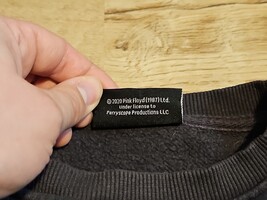 © 2020 Pink Floyd (1987) Ltd.
Under license to
Perryscope Productions LLC